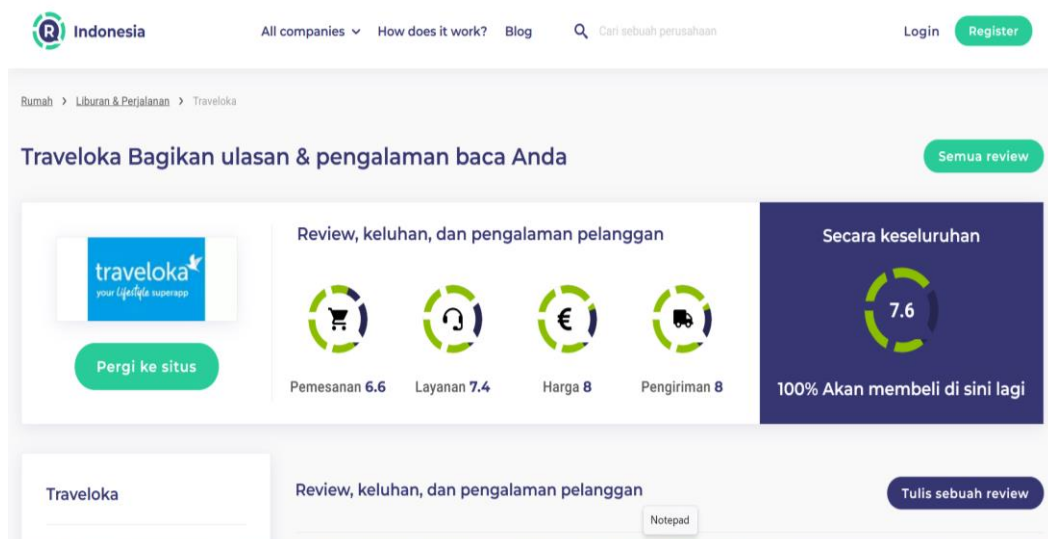 R Indonesia All companies How does it work? Blog Cari sebuah perusahaan Login Register
Rumah > Liburan & Perjalanan > Traveloka
Traveloka Bagikan ulasan & pengalaman baca Anda
Semua review
traveloka
your Lifestyle superapp
Pergi ke situs
Review, keluhan, dan pengalaman pelanggan
€
Pemesanan 6.6 Layanan 7.4 Harga 8 Pengiriman 8
Secara keseluruhan
7.6
100% Akan membeli di sini lagi
Traveloka
Review, keluhan, dan pengalaman pelanggan
Tulis sebuah review
Notepad